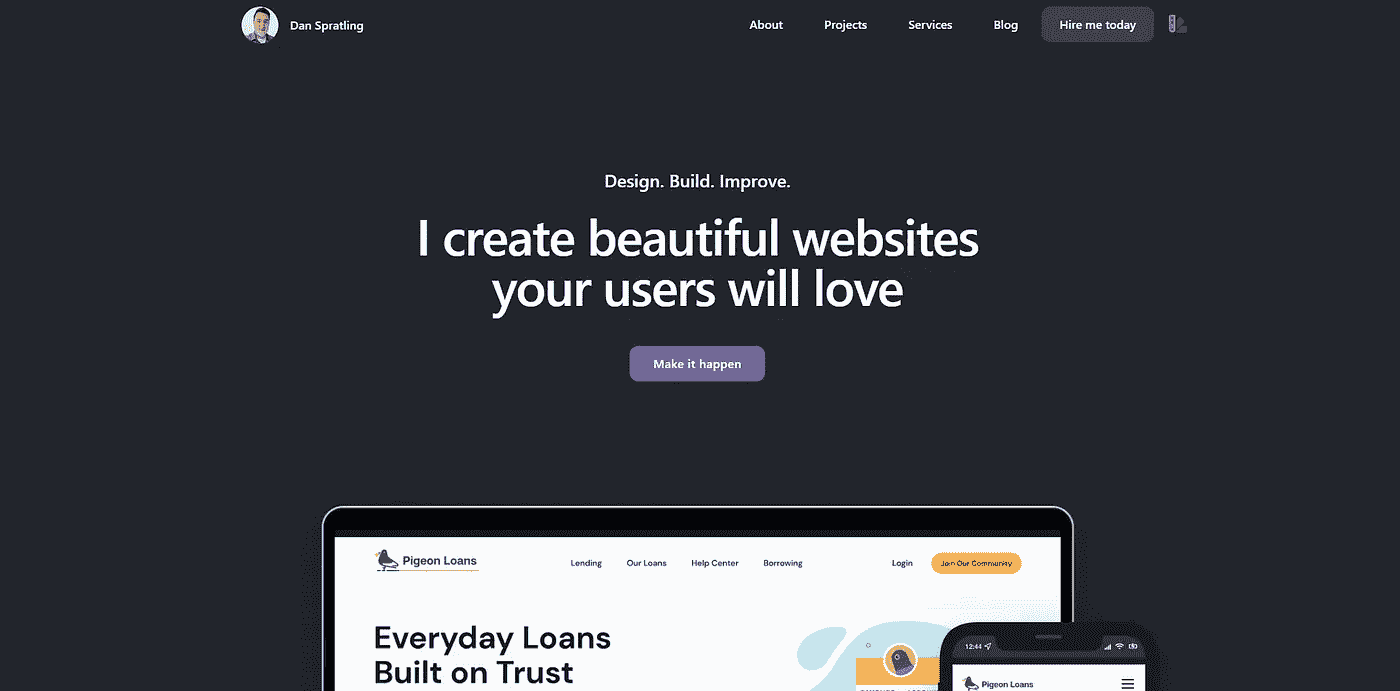 Dan Spratling
About
Projects
Services
Blog
Hire me today
Design. Build. Improve.
I create beautiful websites
your users will love
Make it happen
Pigeon Loans
Lending
Our Loans
Help Center
Borrowing
Login
Join Our Community
Everyday Loans
Built on Trust
12:44
Pigeon Loans